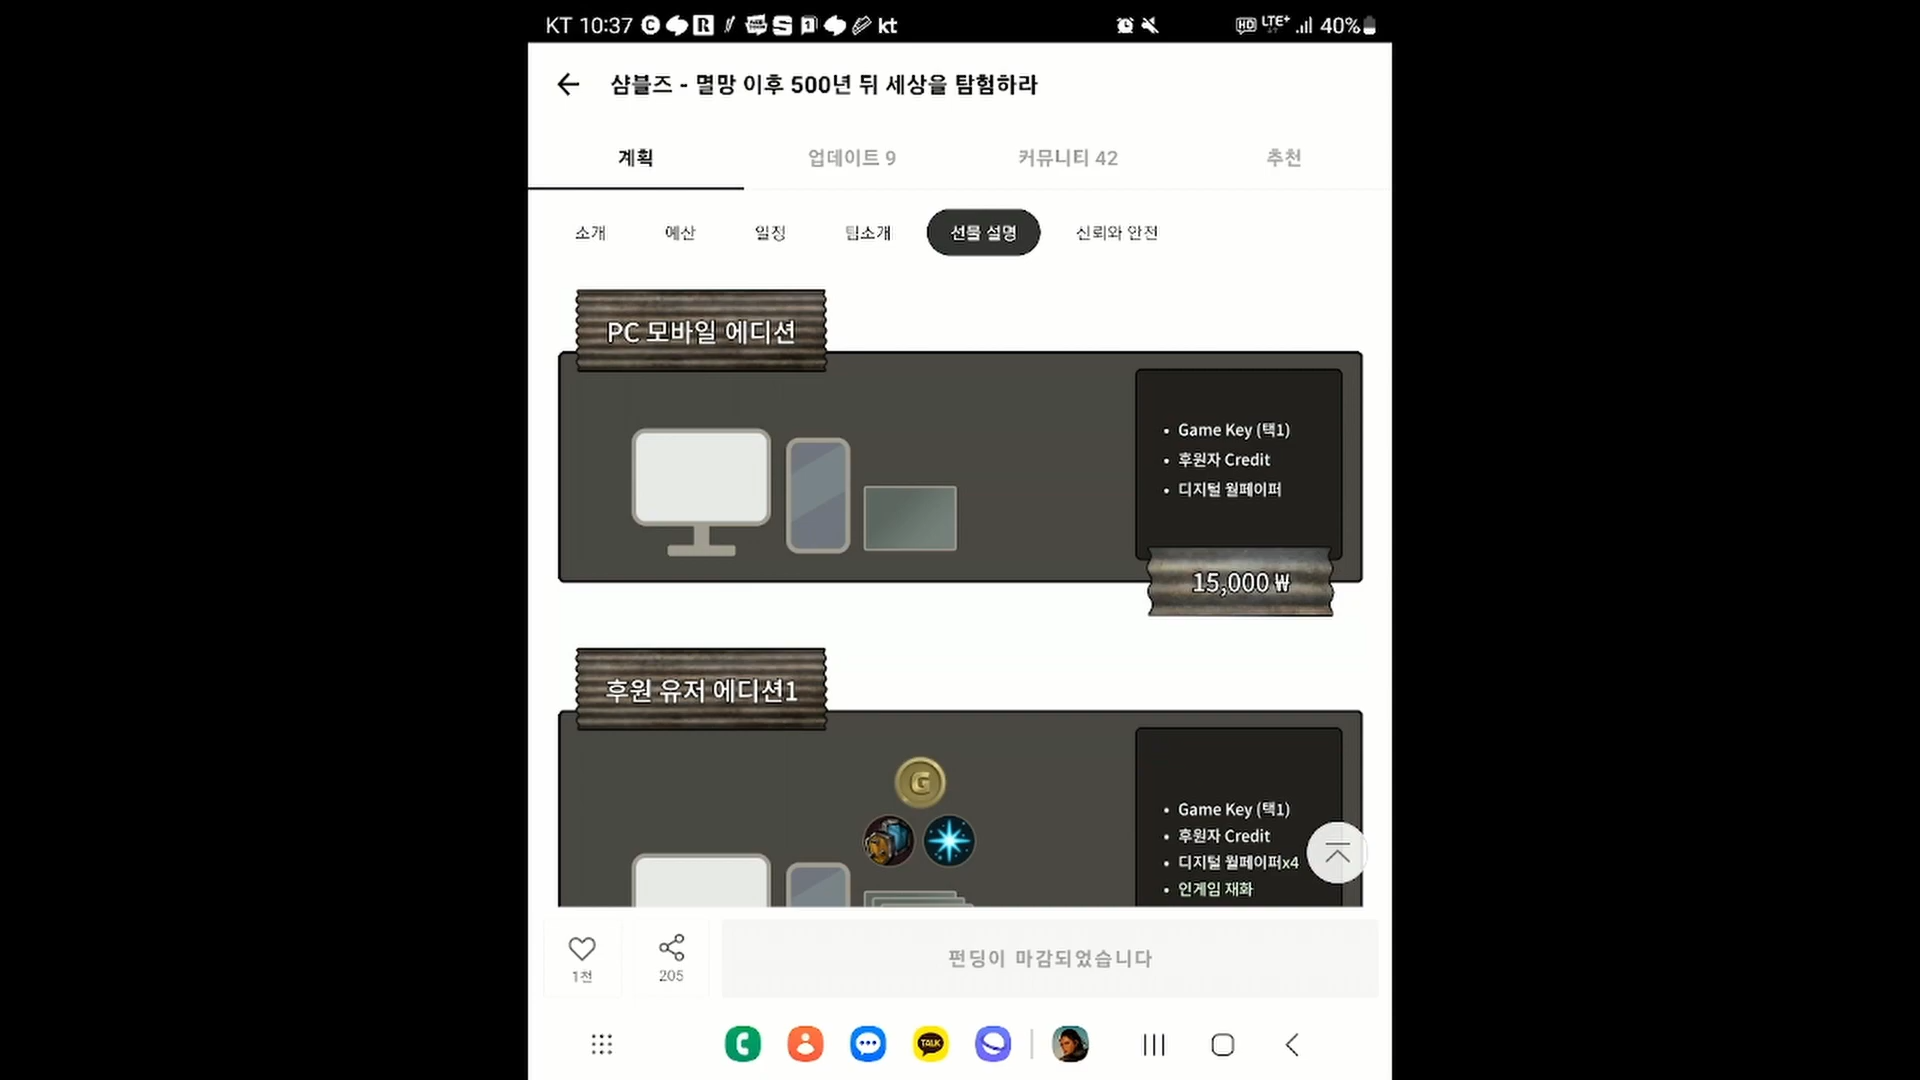 KT 10:37 kt HD LTE+ 40%
샴블즈 - 멸망 이후 500년 뒤 세상을 탐험하라
계획 업데이트 9 커뮤니티 42 추천
소개 예산 일정 팀소개 선물 설명 신뢰와 안전
PC 모바일 에디션
• Game Key (택1)
• 후원자 Credit
• 디지털 월페이퍼
15,000₩
후원 유저 에디션1
G
• Game Key (택1)
• 후원자 Credit
• 디지털 월페이퍼x4
• 인게임 재화
1천 205 펀딩이 마감되었습니다
TALK